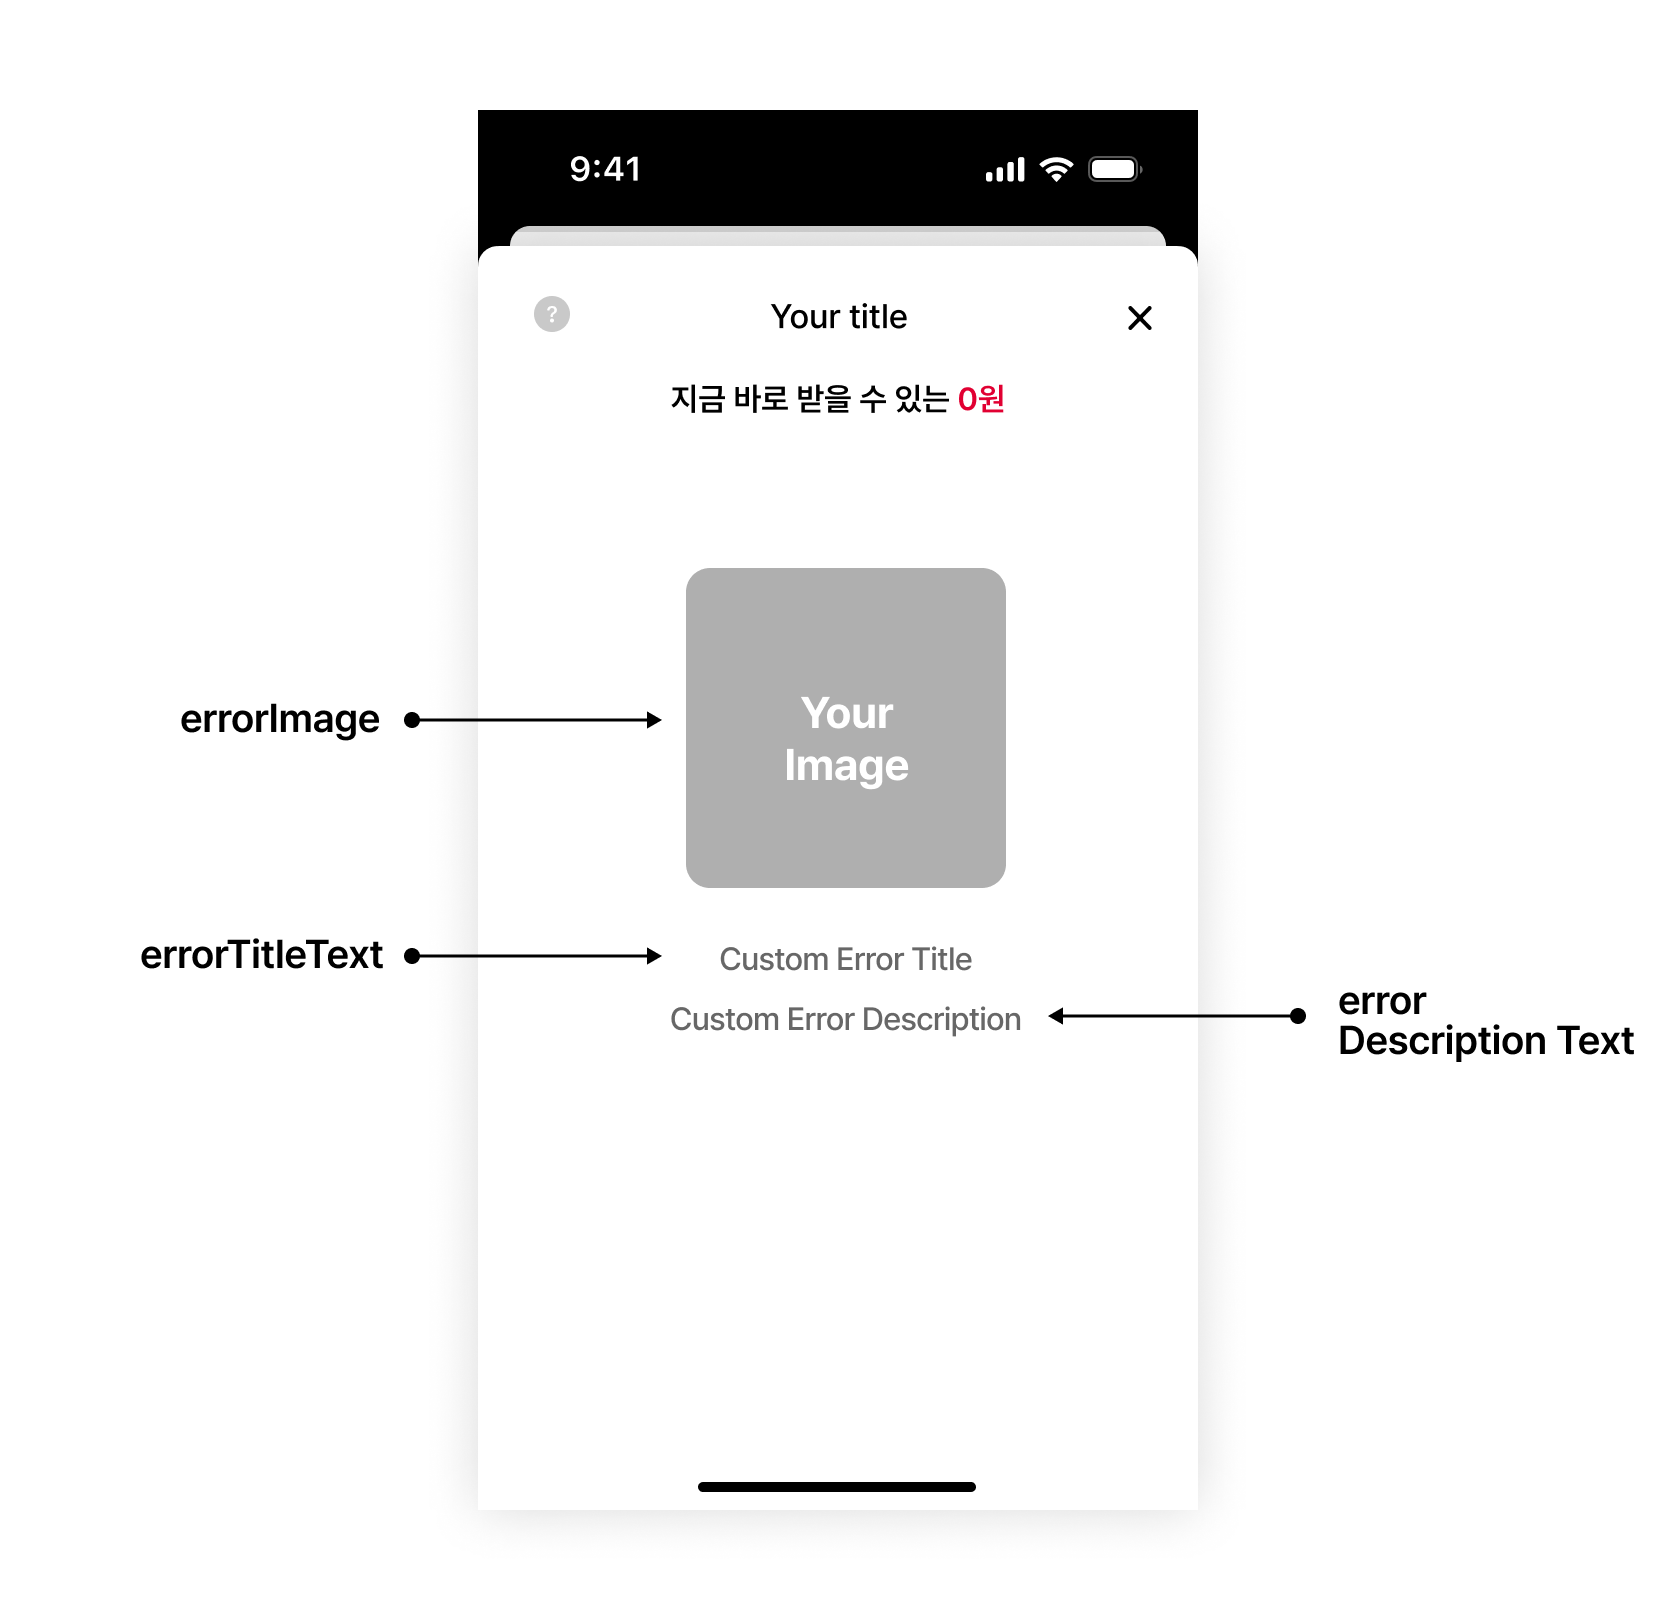 9:41
?
Your title
지금 바로 받을 수 있는 0원
Your
Image
errorImage
errorTitleText
Custom Error Title
Custom Error Description
error
Description Text